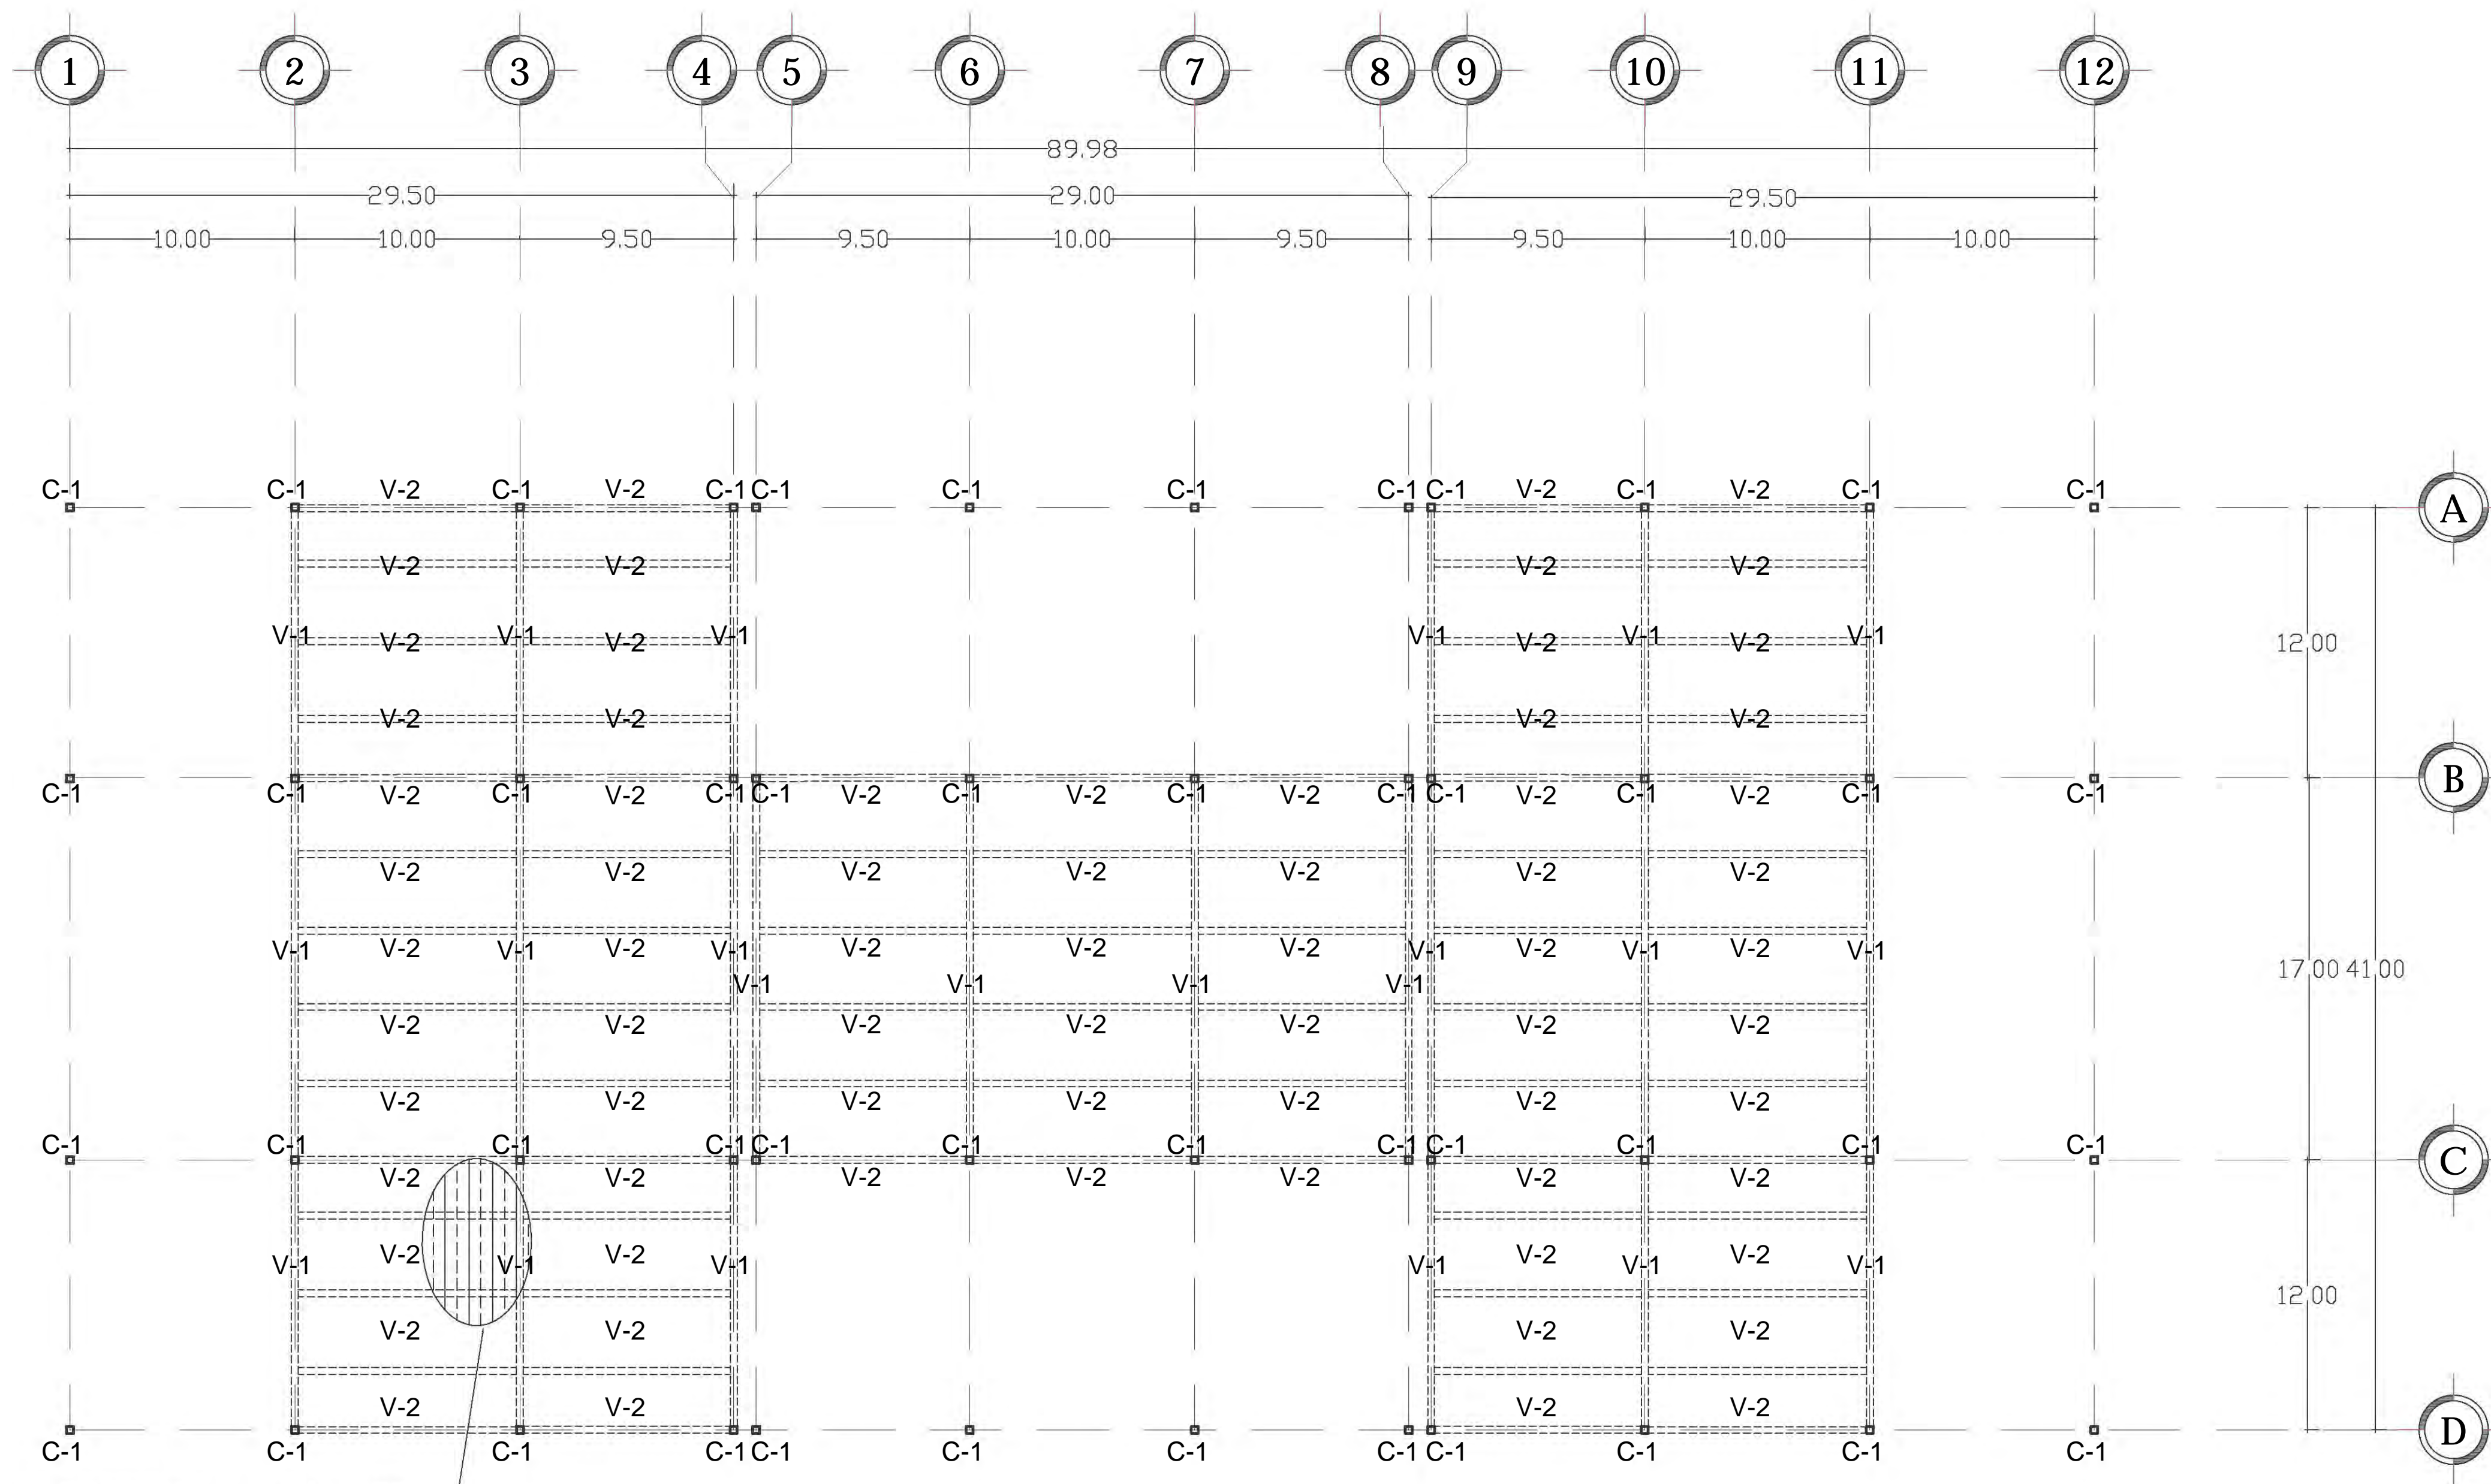 1 2 3 4 5 6 7 8 9 10 11 12
89.98
29.50 29.00 29.50
10.00 10.00 9.50 9.50 10.00 9.50 9.50 10.00 10.00
C-1 C-1 V-2 C-1 V-2 C-1 C-1 C-1 C-1 C-1 C-1 V-2 C-1 V-2 C-1 C-1
A
V-2 V-2 V-2 V-2
V-1 V-2 V-1 V-2 V-1 V-1 V-2 V-1 V-2 V-1 12.00
V-2 V-2 V-2 V-2
B
C-1 C-1 V-2 C-1 V-2 C-1 C-1 V-2 C-1 V-2 C-1 V-2 C-1 C-1 V-2 C-1 V-2 C-1 C-1
V-2 V-2 V-2 V-2 V-2 V-2 V-2
V-1 V-2 V-1 V-2 V-1 V-2 V-2 V-2 V-1 V-2 V-1 V-2 V-1
17.00 41.00
V-1 V-1 V-1 V-1
V-2 V-2 V-2 V-2 V-2 V-2 V-2
V-2 V-2 V-2 V-2 V-2 V-2 V-2
C-1 C-1 C-1 C-1 C-1 C-1 C-1 C-1 C-1 C-1 C-1 C-1
C
V-2 V-2 V-2 V-2 V-2 V-2 V-2
V-1 V-2 V-1 V-2 V-1 V-1 V-2 V-1 V-2 V-1
12.00
V-2 V-2 V-2 V-2
V-2 V-2 V-2 V-2
D
C-1 C-1 C-1 C-1 C-1 C-1 C-1 C-1 C-1 C-1 C-1 C-1